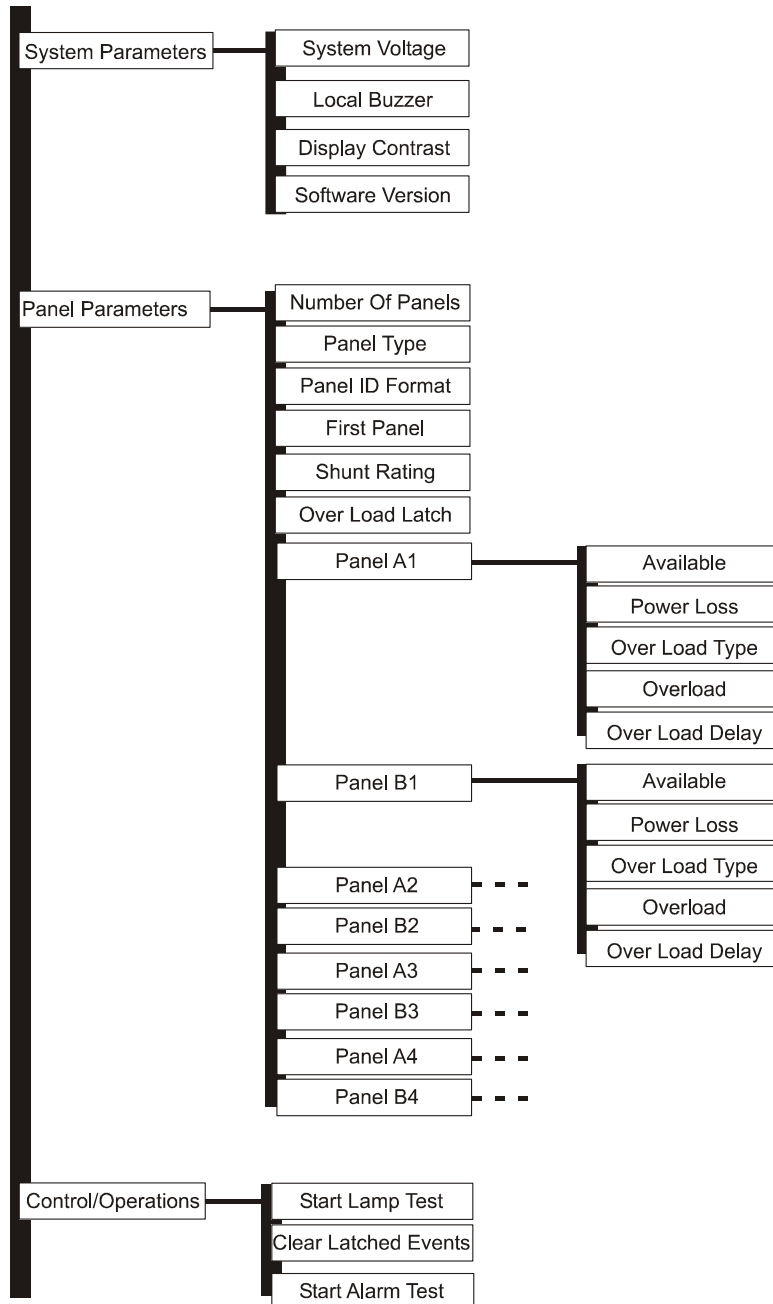 System Parameters
System Voltage
Local Buzzer
Display Contrast
Software Version
Panel Parameters
Number Of Panels
Panel Type
Panel ID Format
First Panel
Shunt Rating
Over Load Latch
Panel A1
Available
Power Loss
Over Load Type
Overload
Over Load Delay
Panel B1
Available
Power Loss
Over Load Type
Overload
Over Load Delay
Panel A2
Panel B2
Panel A3
Panel B3
Panel A4
Panel B4
Control/Operations
Start Lamp Test
Clear Latched Events
Start Alarm Test